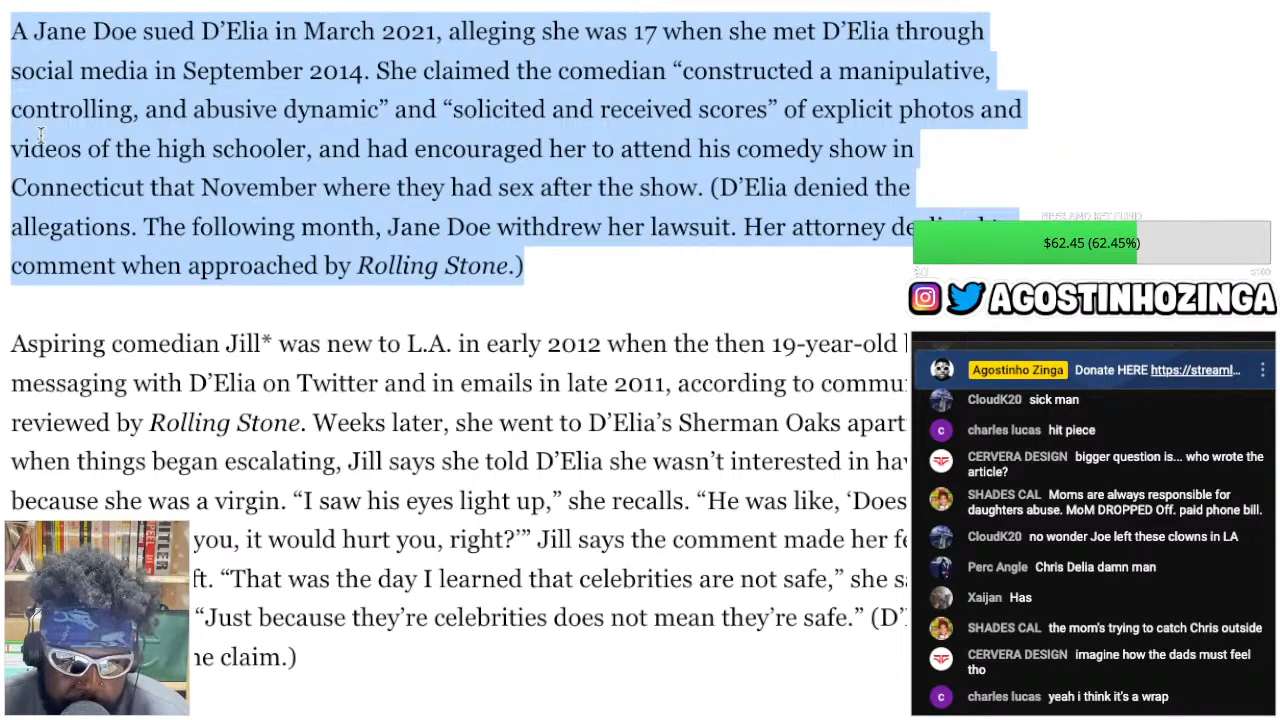 A Jane Doe sued D’Elia in March 2021, alleging she was 17 when she met D’Elia through
social media in September 2014. She claimed the comedian “constructed a manipulative,
controlling, and abusive dynamic” and “solicited and received scores” of explicit photos and
videos of the high schooler, and had encouraged her to attend his comedy show in
Connecticut that November where they had sex after the show. (D’Elia denied the
allegations. The following month, Jane Doe withdrew her lawsuit. Her attorney
comment when approached by Rolling Stone.)
$62.45 (62.45%)
AGOSTINHOZINGA
Aspiring comedian Jill* was new to L.A. in early 2012 when the then 19-year-old
messaging with D’Elia on Twitter and in emails in late 2011, according to
reviewed by Rolling Stone. Weeks later, she went to D’Elia’s Sherman Oaks
when things began escalating, Jill says she told D’Elia she wasn’t interested in
because she was a virgin. “I saw his eyes light up,” she recalls. “He was like, ‘Does
you, it would hurt you, right?’” Jill says the comment made her
“That was the day I learned that celebrities are not safe,” she
“Just because they’re celebrities does not mean they’re safe.”
claim.)
Agostinho Zinga Donate HERE https://streaml...
CloudK20 sick man
charles lucas hit piece
CERVERA DESIGN bigger question is... who wrote the
article?
SHADES CAL Moms are always responsible for
daughters abuse. MoM DROPPED Off. paid phone bill.
CloudK20 no wonder Joe left these clowns in LA
Perc Angle Chris Delia damn man
Xaijan Has
SHADES CAL the mom's trying to catch Chris outside
CERVERA DESIGN imagine how the dads must feel
tho
charles lucas yeah i think it's a wrap
HITLER